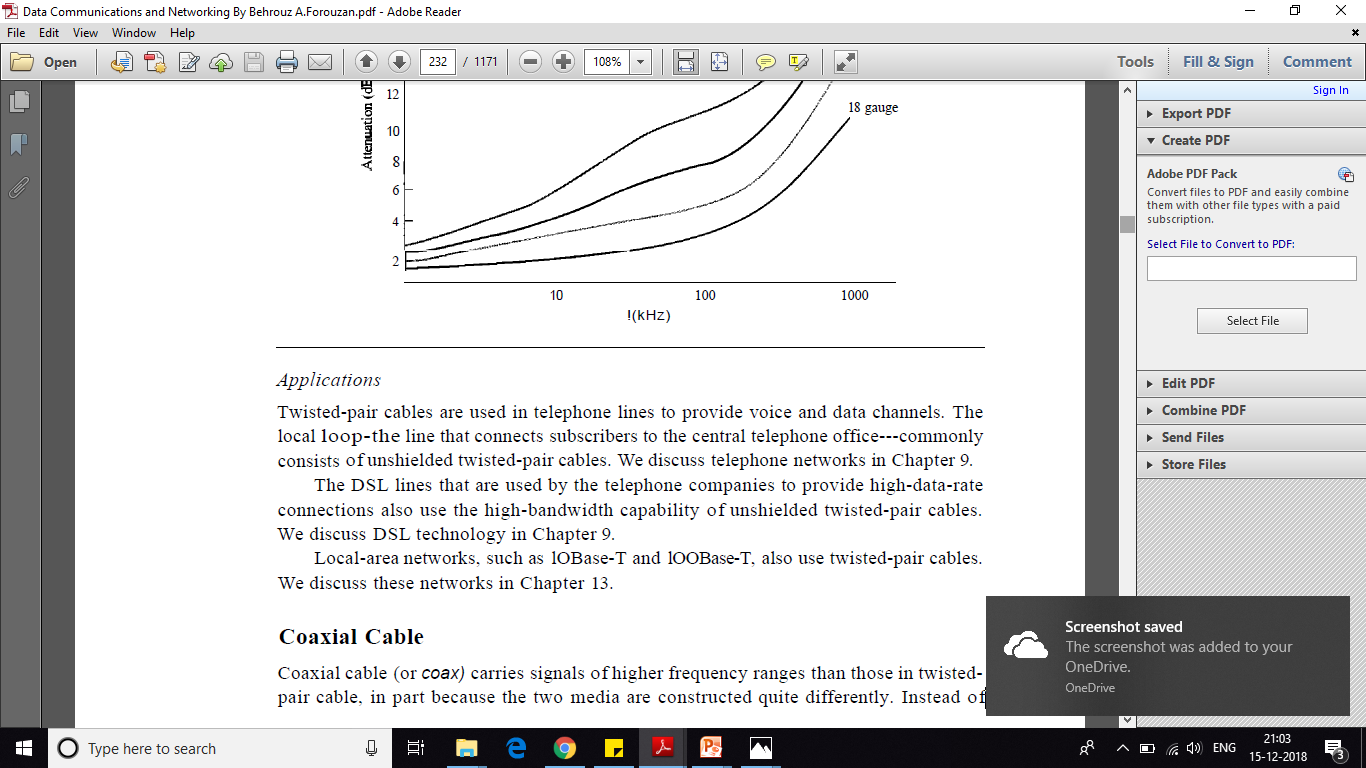 Data Communications and Networking By Behrouz A.Forouzan.pdf - Adobe Reader
File Edit View Window Help
Open 232 / 1171 108% Tools Fill & Sign Comment
Sign In
Export PDF
Create PDF
Adobe PDF Pack
Convert files to PDF and easily combine
them with other file types with a paid
subscription.
Select File to Convert to PDF:
Select File
Edit PDF
Combine PDF
Send Files
Store Files
Attenuation (dB
12
10
8
6
4
2
18 gauge
10 100 1000
!(kHz)
Applications
Twisted-pair cables are used in telephone lines to provide voice and data channels. The
local loop-the line that connects subscribers to the central telephone office---commonly
consists of unshielded twisted-pair cables. We discuss telephone networks in Chapter 9.
The DSL lines that are used by the telephone companies to provide high-data-rate
connections also use the high-bandwidth capability of unshielded twisted-pair cables.
We discuss DSL technology in Chapter 9.
Local-area networks, such as lOBase-T and lOOBase-T, also use twisted-pair cables.
We discuss these networks in Chapter 13.
Coaxial Cable
Coaxial cable (or coax) carries signals of higher frequency ranges than those in twisted-
pair cable, in part because the two media are constructed quite differently. Instead of
Screenshot saved
The screenshot was added to your
OneDrive.
OneDrive
Type here to search
ENG
21:03
15-12-2018
3